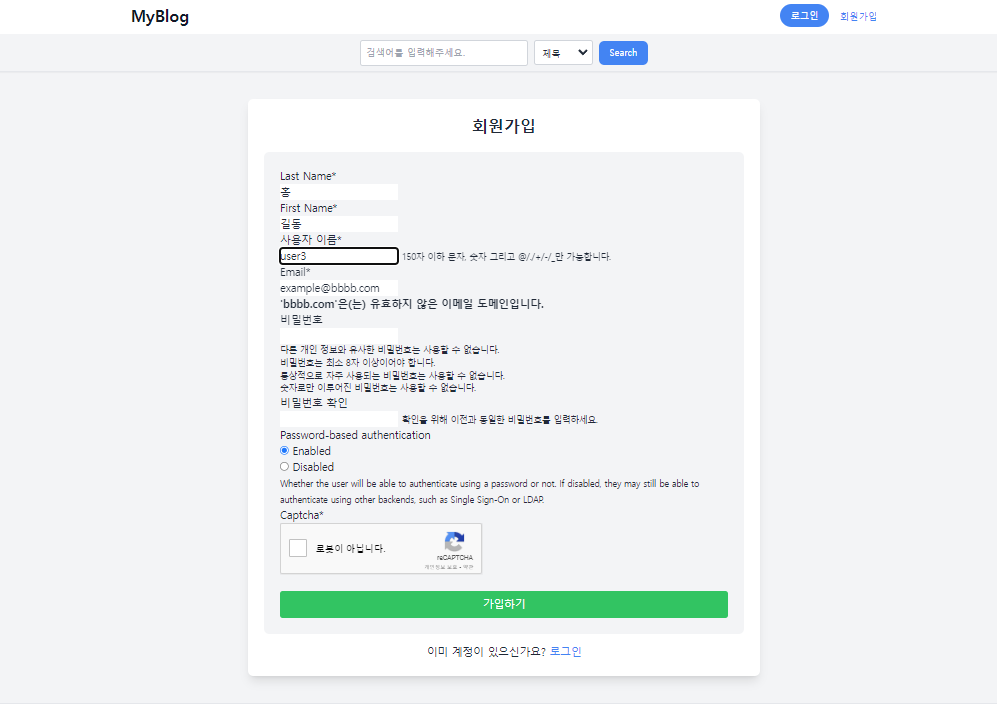 MyBlog
로그인 회원가입
검색어를 입력해주세요. 제목 Search
회원가입
Last Name*
홍
First Name*
길동
사용자 이름*
user3 150자 이하 문자, 숫자 그리고 @/./+/-/_만 가능합니다.
Email*
example@bbbb.com
'bbbb.com'은(는) 유효하지 않은 이메일 도메인입니다.
비밀번호
다른 개인 정보와 유사한 비밀번호는 사용할 수 없습니다.
비밀번호는 최소 8자 이상이어야 합니다.
통상적으로 자주 사용되는 비밀번호는 사용할 수 없습니다.
숫자로만 이루어진 비밀번호는 사용할 수 없습니다.
비밀번호 확인
확인을 위해 이전과 동일한 비밀번호를 입력하세요.
Password-based authentication
Enabled
Disabled
Whether the user will be able to authenticate using a password or not. If disabled, they may still be able to
authenticate using other backends, such as Single Sign-On or LDAP.
Captcha*
로봇이 아닙니다.
reCAPTCHA
개인정보 보호 • 약관
가입하기
이미 계정이 있으신가요? 로그인